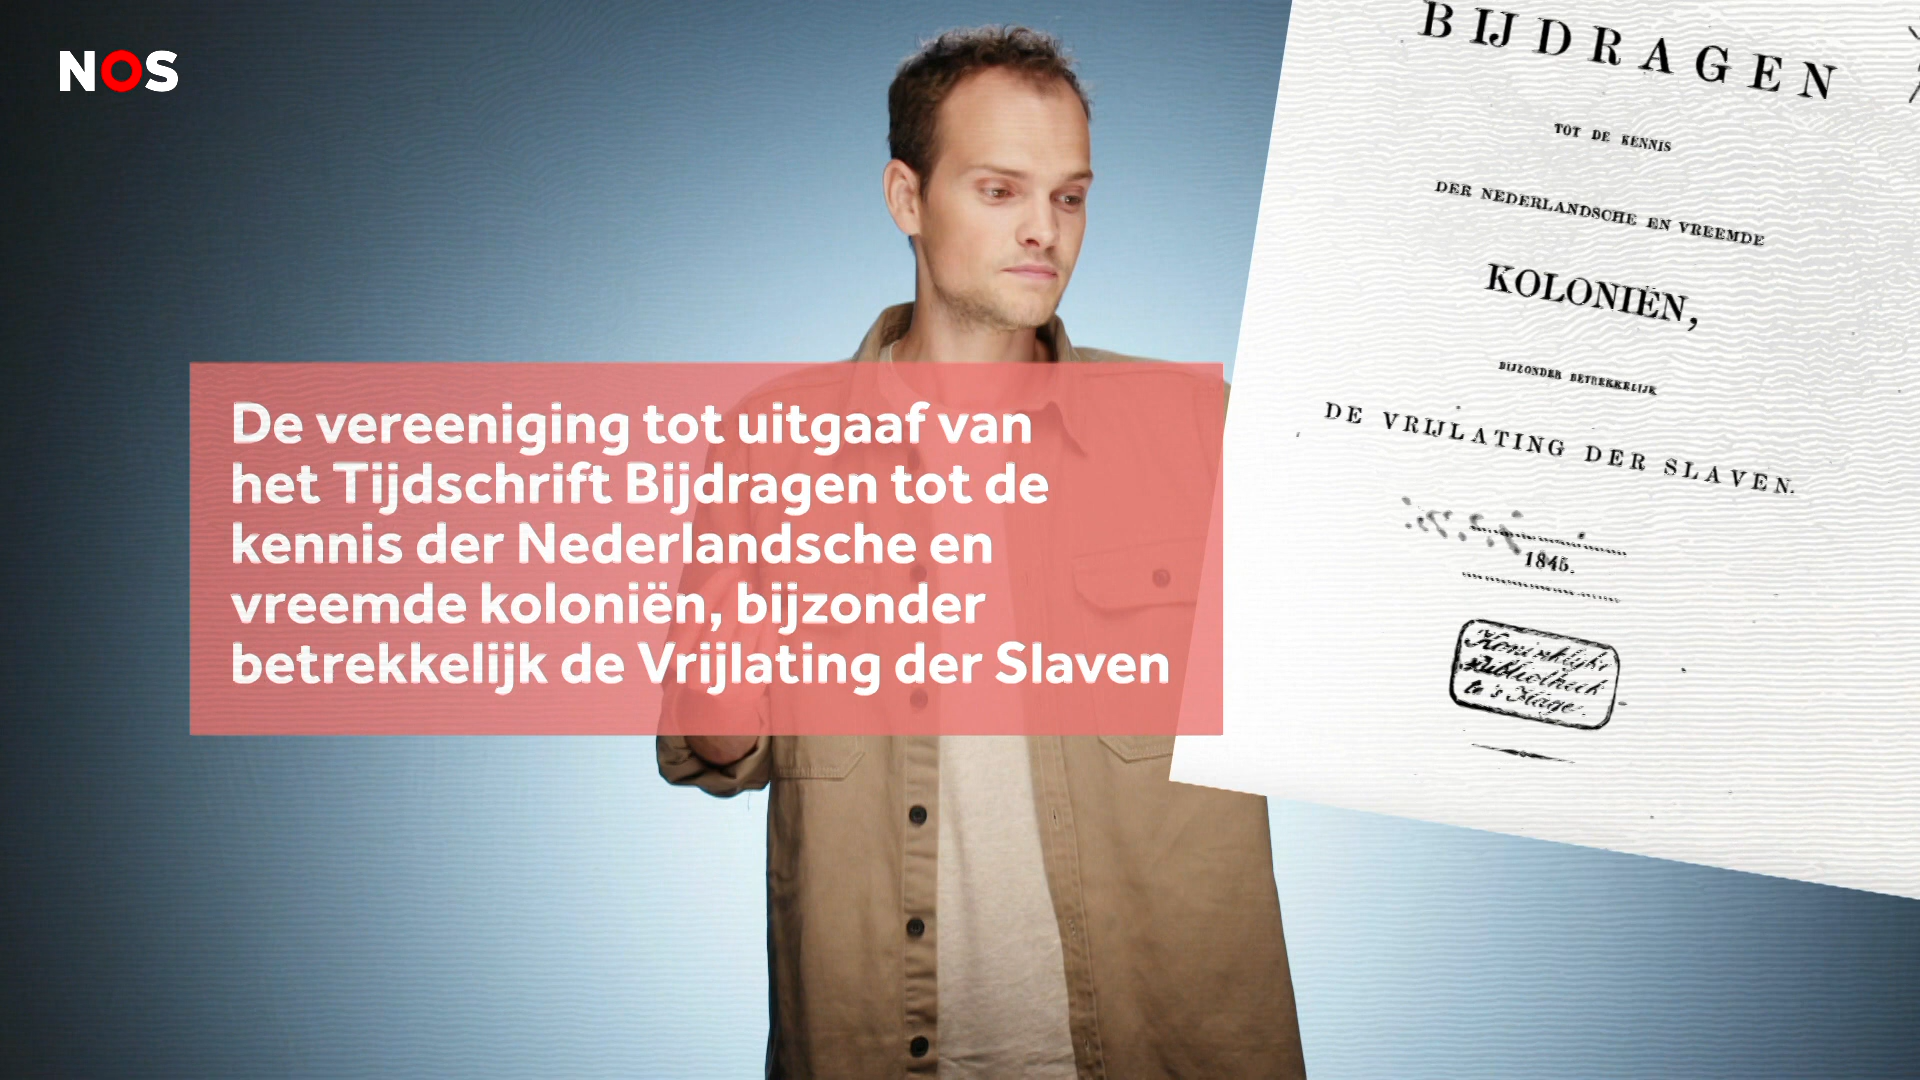 NOS
De vereeniging tot uitgaaf van
het Tijdschrift Bijdragen tot de
kennis der Nederlandsche en
vreemde koloniën, bijzonder
betrekkelijk de Vrijlating der Slaven
BIJDRAGEN
TOT DE KENNIS
DER NEDERLANDSCHE EN VREEMDE
KOLONIËN,
BIJZONDER BETREKKELIJK
DE VRIJLATING DER SLAVEN.
1845.
Koninklijke
Bibliotheek
te 's Hage.